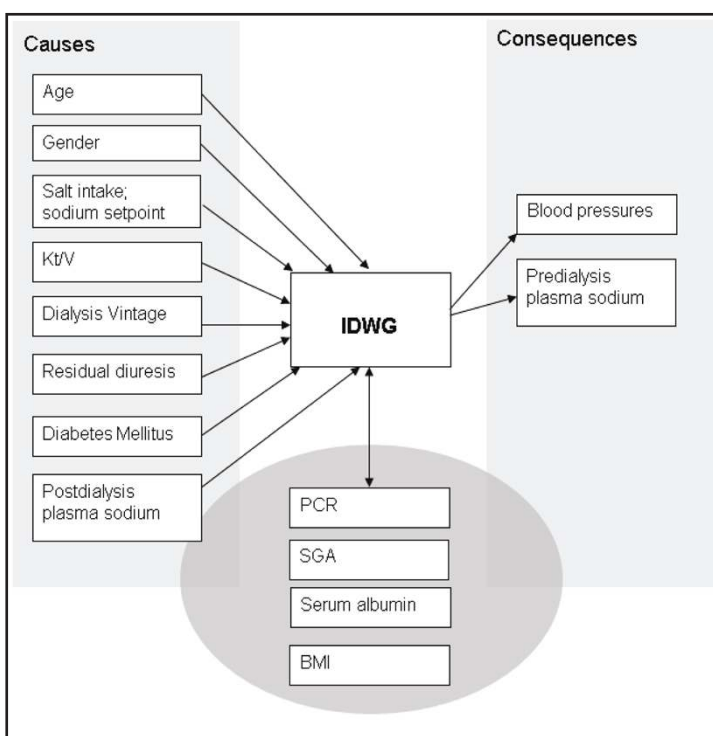 Causes
Age
Gender
Salt intake;
sodium setpoint
Kt/V
Dialysis Vintage
Residual diuresis
Diabetes Mellitus
Postdialysis
plasma sodium
IDWG
Consequences
Blood pressures
Predialysis
plasma sodium
PCR
SGA
Serum albumin
BMI